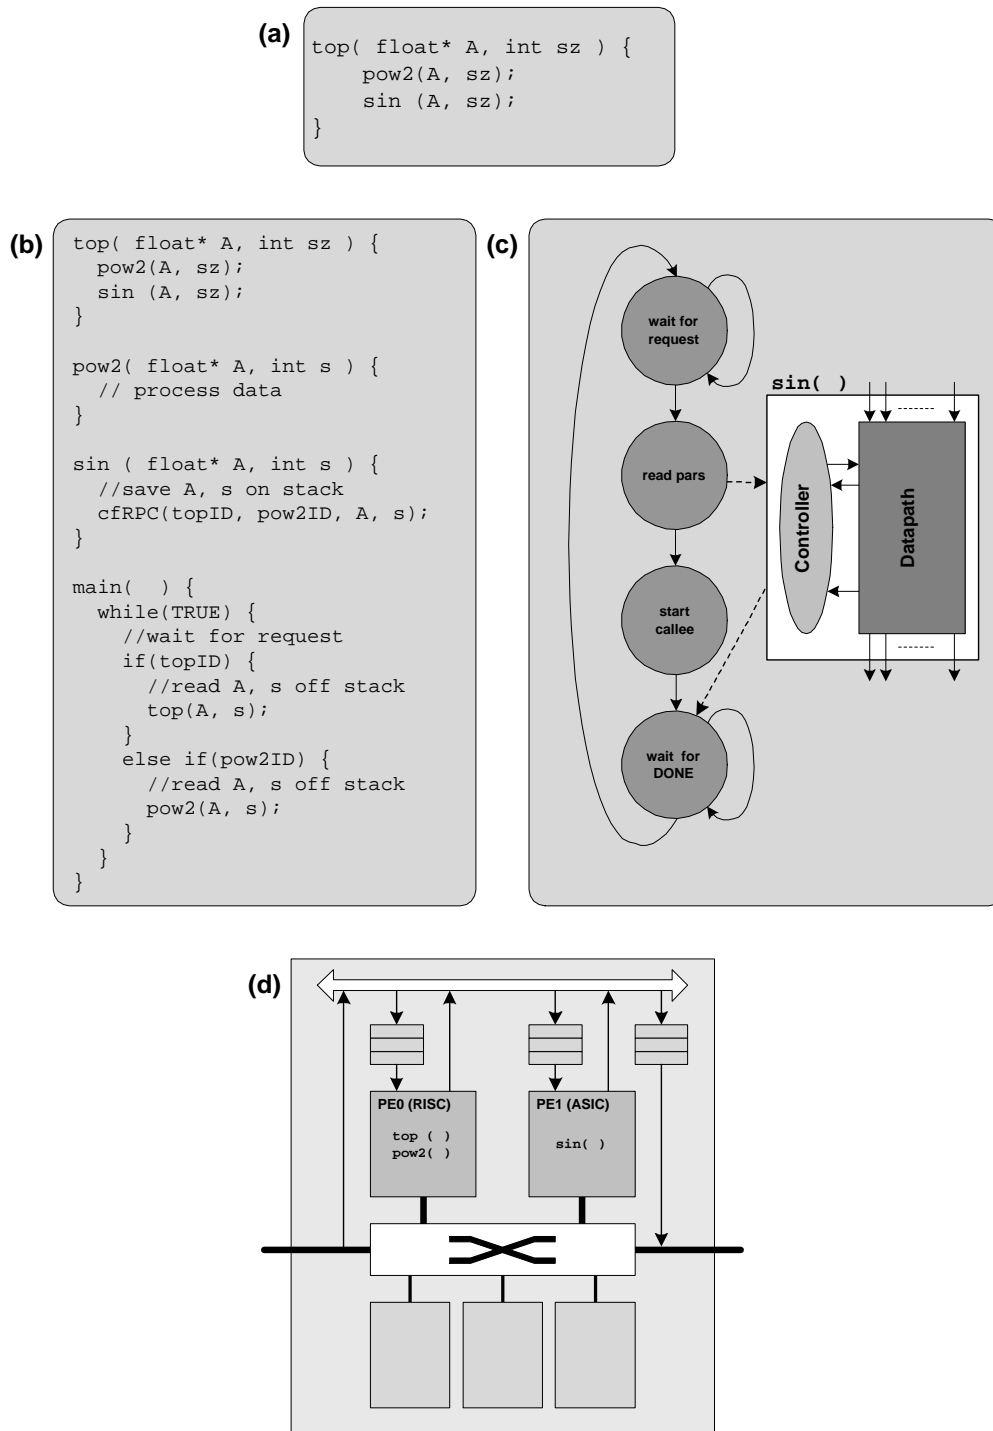 (a)
top( float* A, int sz ) {
    pow2(A, sz);
    sin (A, sz);
}
(b)
top( float* A, int sz ) {
  pow2(A, sz);
  sin (A, sz);
}
pow2( float* A, int s ) {
  // process data
}
sin ( float* A, int s ) {
  //save A, s on stack
  cfRPC(topID, pow2ID, A, s);
}
main(  ) {
  while(TRUE) {
    //wait for request
    if(topID) {
      //read A, s off stack
      top(A, s);
    }
    else if(pow2ID) {
      //read A, s off stack
      pow2(A, s);
    }
  }
}
(c)
wait for
request
read pars
start
callee
wait for
DONE
sin( )
Controller
Datapath
(d)
PE0 (RISC)
top ( )
pow2( )
PE1 (ASIC)
sin( )